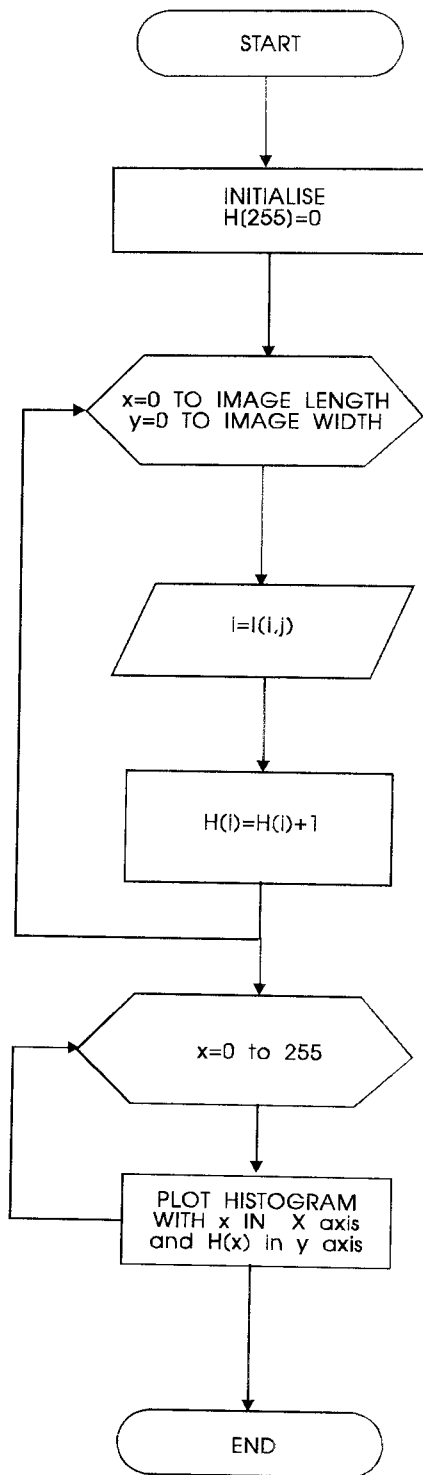 START
INITIALISE
H(255)=0
x=0 TO IMAGE LENGTH
y=0 TO IMAGE WIDTH
i=I(i,j)
H(i)=H(i)+1
x=0 to 255
PLOT HISTOGRAM
WITH x IN X axis
and H(x) in y axis
END